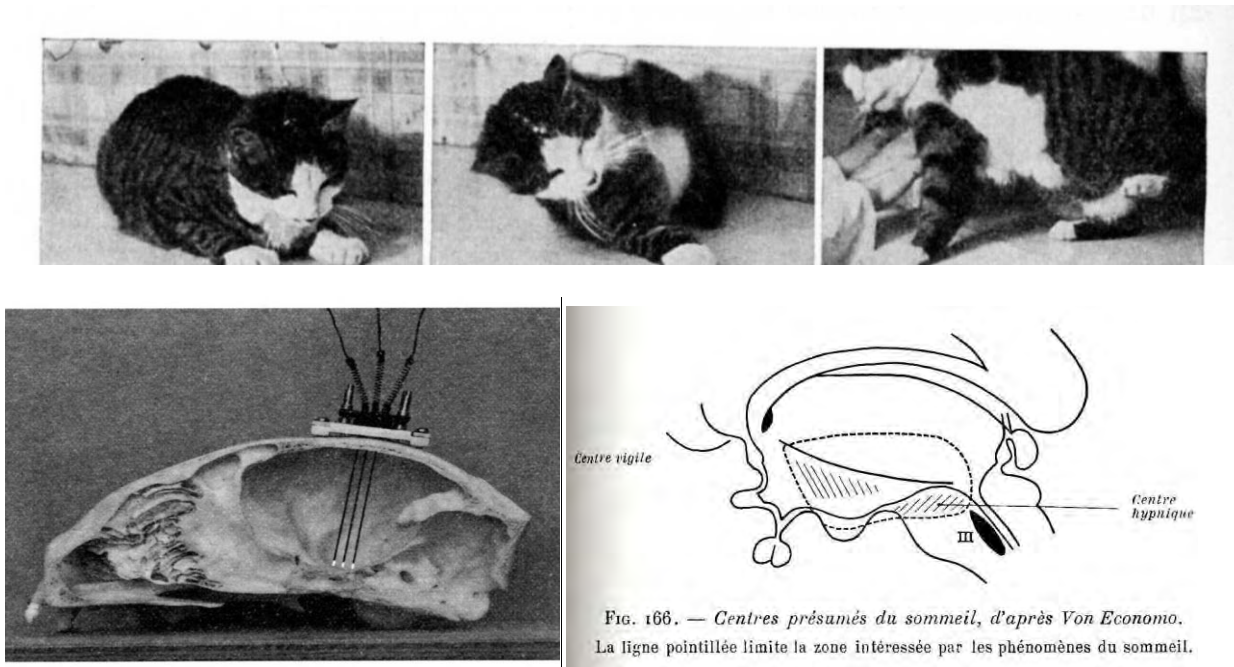 Centre vigile
Centre
hypnique
III
FIG. 166. — Centres présumés du sommeil, d'après Von Economo.
La ligne pointillée limite la zone intéressée par les phénomènes du sommeil.